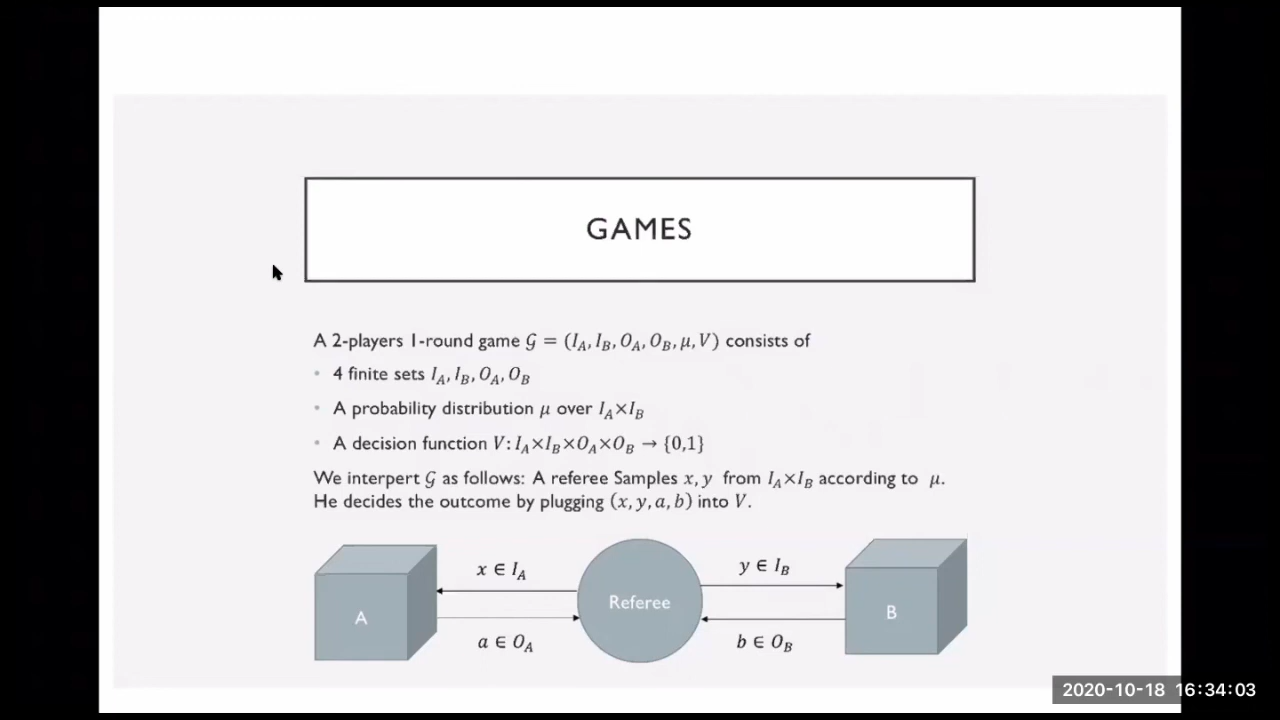 GAMES
A 2-players 1-round game 𝒢 = (I_A, I_B, O_A, O_B, μ, V) consists of
• 4 finite sets I_A, I_B, O_A, O_B
• A probability distribution μ over I_A×I_B
• A decision function V: I_A×I_B×O_A×O_B → {0,1}
We interpert 𝒢 as follows: A referee Samples x, y from I_A×I_B according to μ.
He decides the outcome by plugging (x, y, a, b) into V.
x ∈ I_A
y ∈ I_B
A
Referee
B
a ∈ O_A
b ∈ O_B
2020-10-18 16:34:03